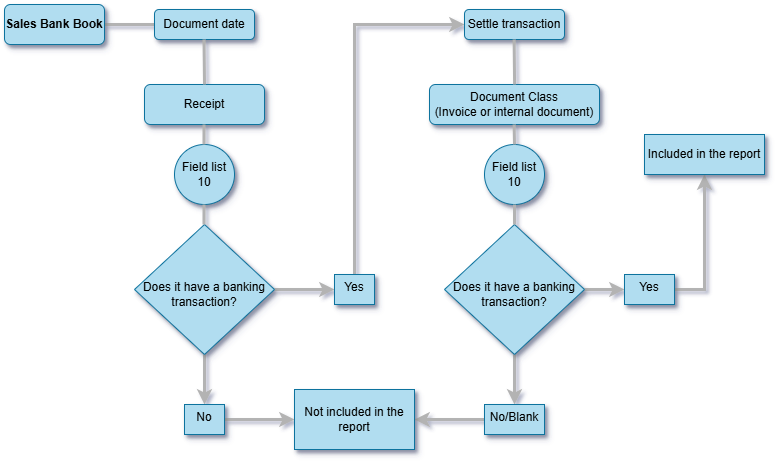 Sales Bank Book
Document date
Receipt
Field list
10
Does it have a banking
transaction?
Yes
No
Settle transaction
Document Class
(Invoice or internal document)
Field list
10
Does it have a banking
transaction?
Yes
No/Blank
Included in the report
Not included in the
report